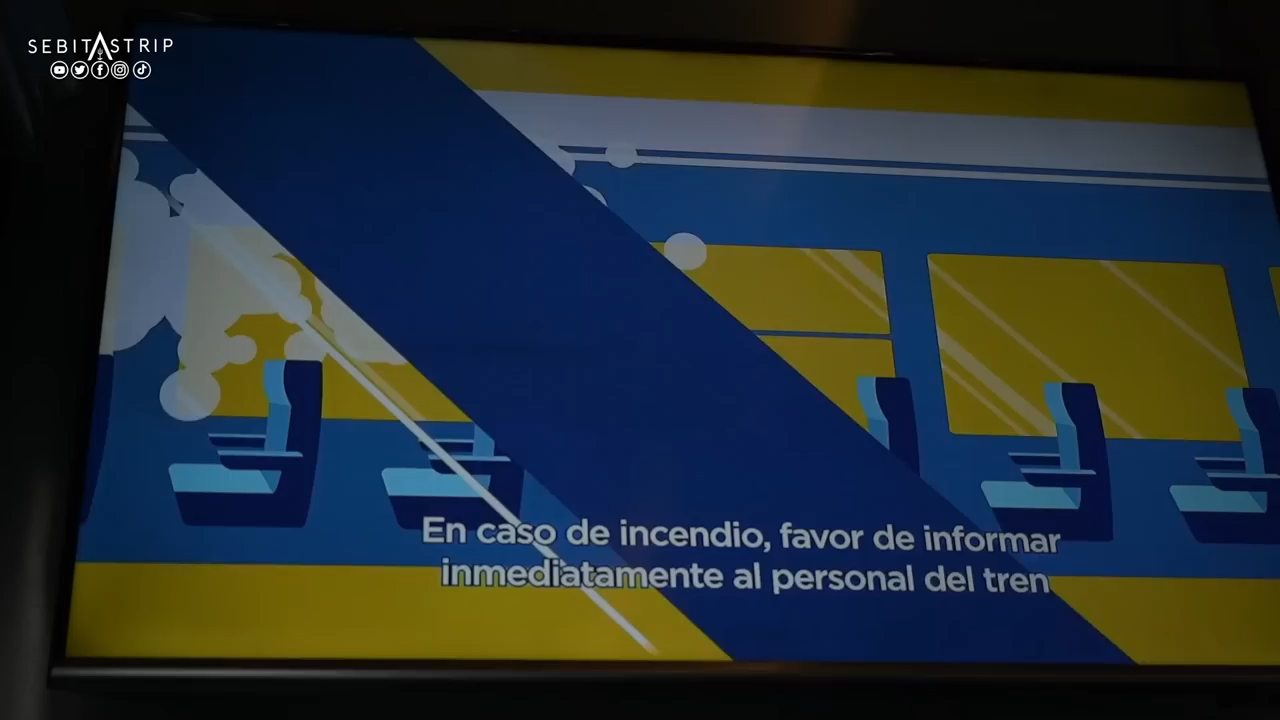 SEBITASTRIP
En caso de incendio, favor de informar
inmediatamente al personal del tren